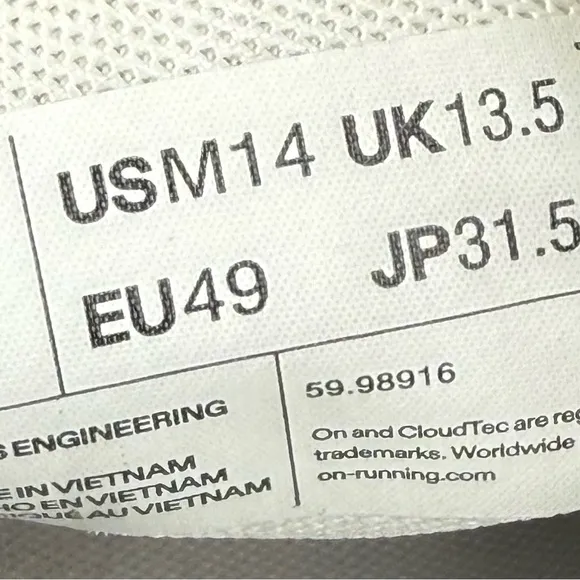 USM14 UK13.5
EU49 JP31.5
ENGINEERING
IN VIETNAM
EN VIETNAM
AU VIETNAM
59.98916
On and CloudTec are
trademarks. Worldwide
on-running.com